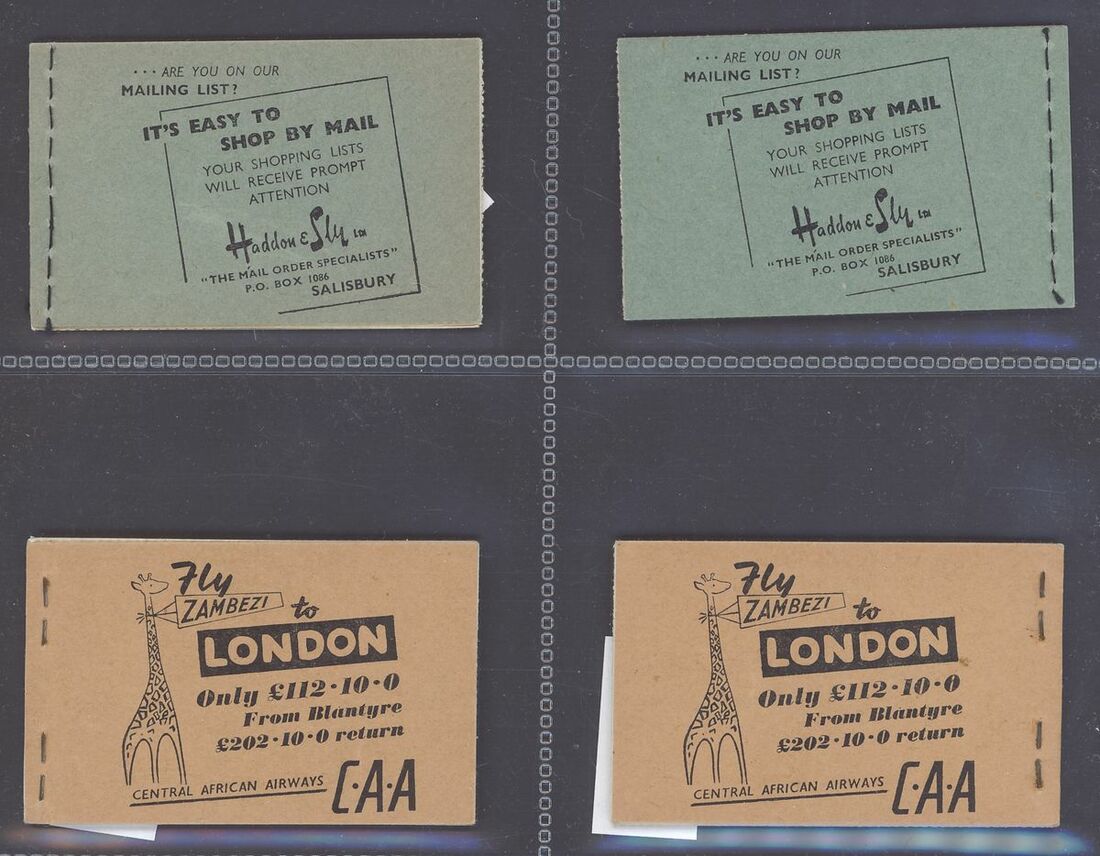 ··· ARE YOU ON OUR
MAILING LIST?
IT'S EASY TO
SHOP BY MAIL
YOUR SHOPPING LISTS
WILL RECEIVE PROMPT
ATTENTION
Haddon & Sly LTD
"THE MAIL ORDER SPECIALISTS"
P.O. BOX 1086
SALISBURY
··· ARE YOU ON OUR
MAILING LIST?
IT'S EASY TO
SHOP BY MAIL
YOUR SHOPPING LISTS
WILL RECEIVE PROMPT
ATTENTION
Haddon & Sly LTD
"THE MAIL ORDER SPECIALISTS"
P.O. BOX 1086
SALISBURY
Fly
ZAMBEZI to
LONDON
Only £112·10·0
From Blantyre
£202·10·0 return
CENTRAL AFRICAN AIRWAYS C·A·A
Fly
ZAMBEZI to
LONDON
Only £112·10·0
From Blantyre
£202·10·0 return
CENTRAL AFRICAN AIRWAYS C·A·A